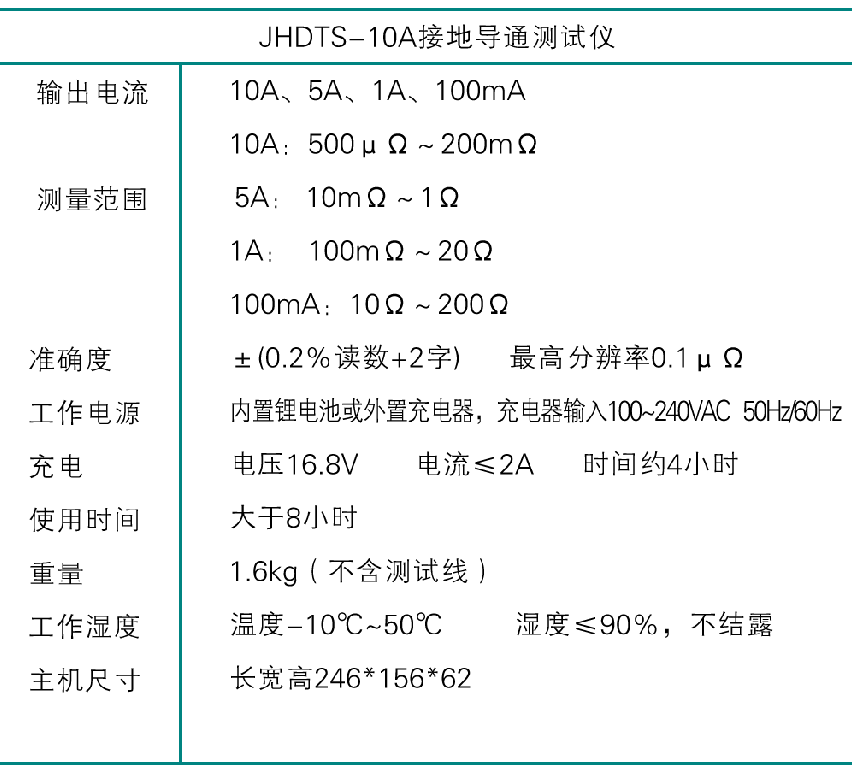 JHDTS-10A接地导通测试仪
输出电流 10A、5A、1A、100mA
10A：500μΩ~200mΩ
测量范围 5A： 10mΩ~1Ω
1A： 100mΩ~20Ω
100mA：10Ω~200Ω
准确度 ±(0.2%读数+2字) 最高分辨率0.1μΩ
工作电源 内置锂电池或外置充电器，充电器输入100~240VAC 50Hz/60Hz
充电 电压16.8V 电流≤2A 时间约4小时
使用时间 大于8小时
重量 1.6kg（不含测试线）
工作湿度 温度-10℃~50℃ 湿度≤90%，不结露
主机尺寸 长宽高246*156*62